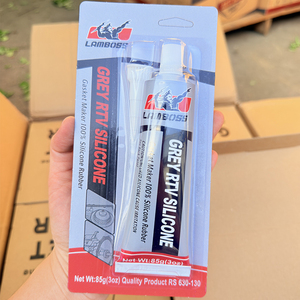 LAMBOSS
GREY RTV SILICONE
Gasket Maker 100% Silicone Rubber
LAMBOSS
GREY RTV SILICONE
Gasket Maker 100% Silicone Rubber
Net Wt:85g(3oz) Quality Product RS 630-130
Net Wt:85g(3oz)